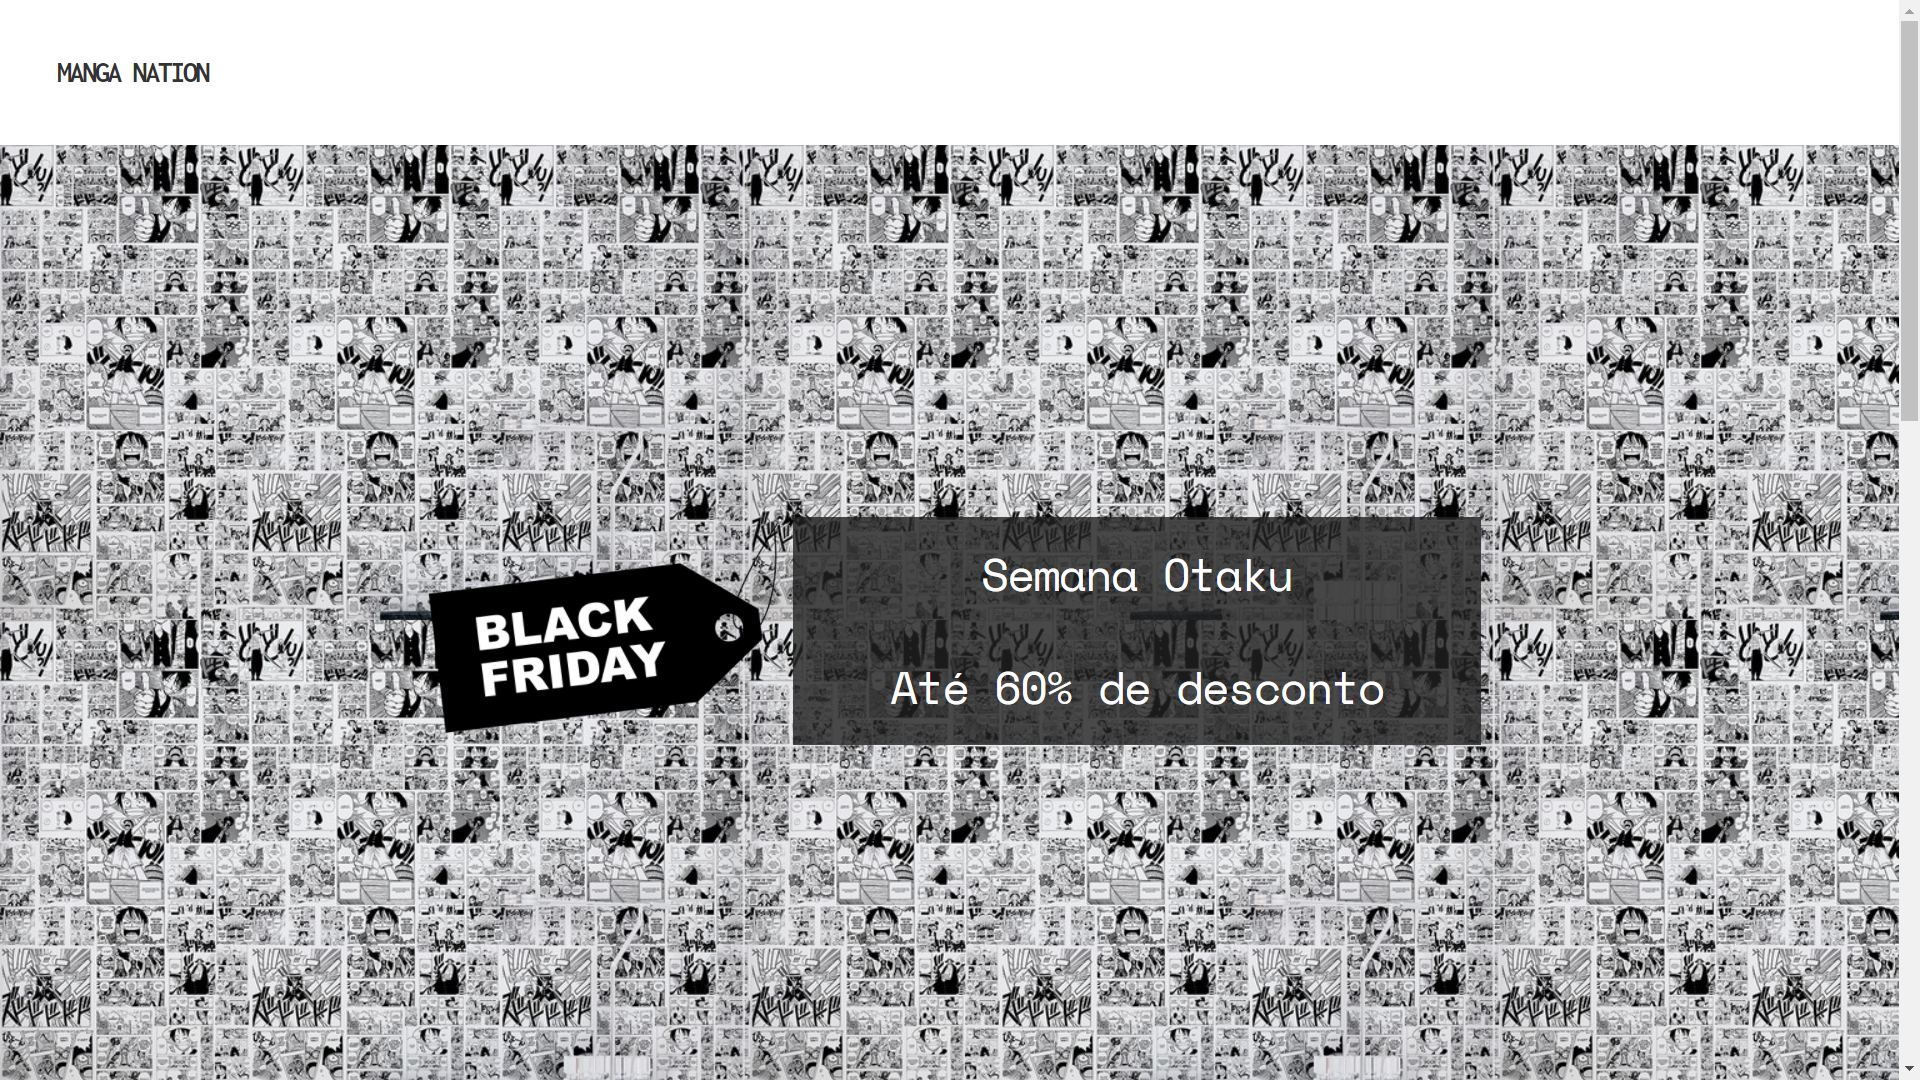 MANGA NATION
BLACK
FRIDAY
Semana Otaku
Até 60% de desconto